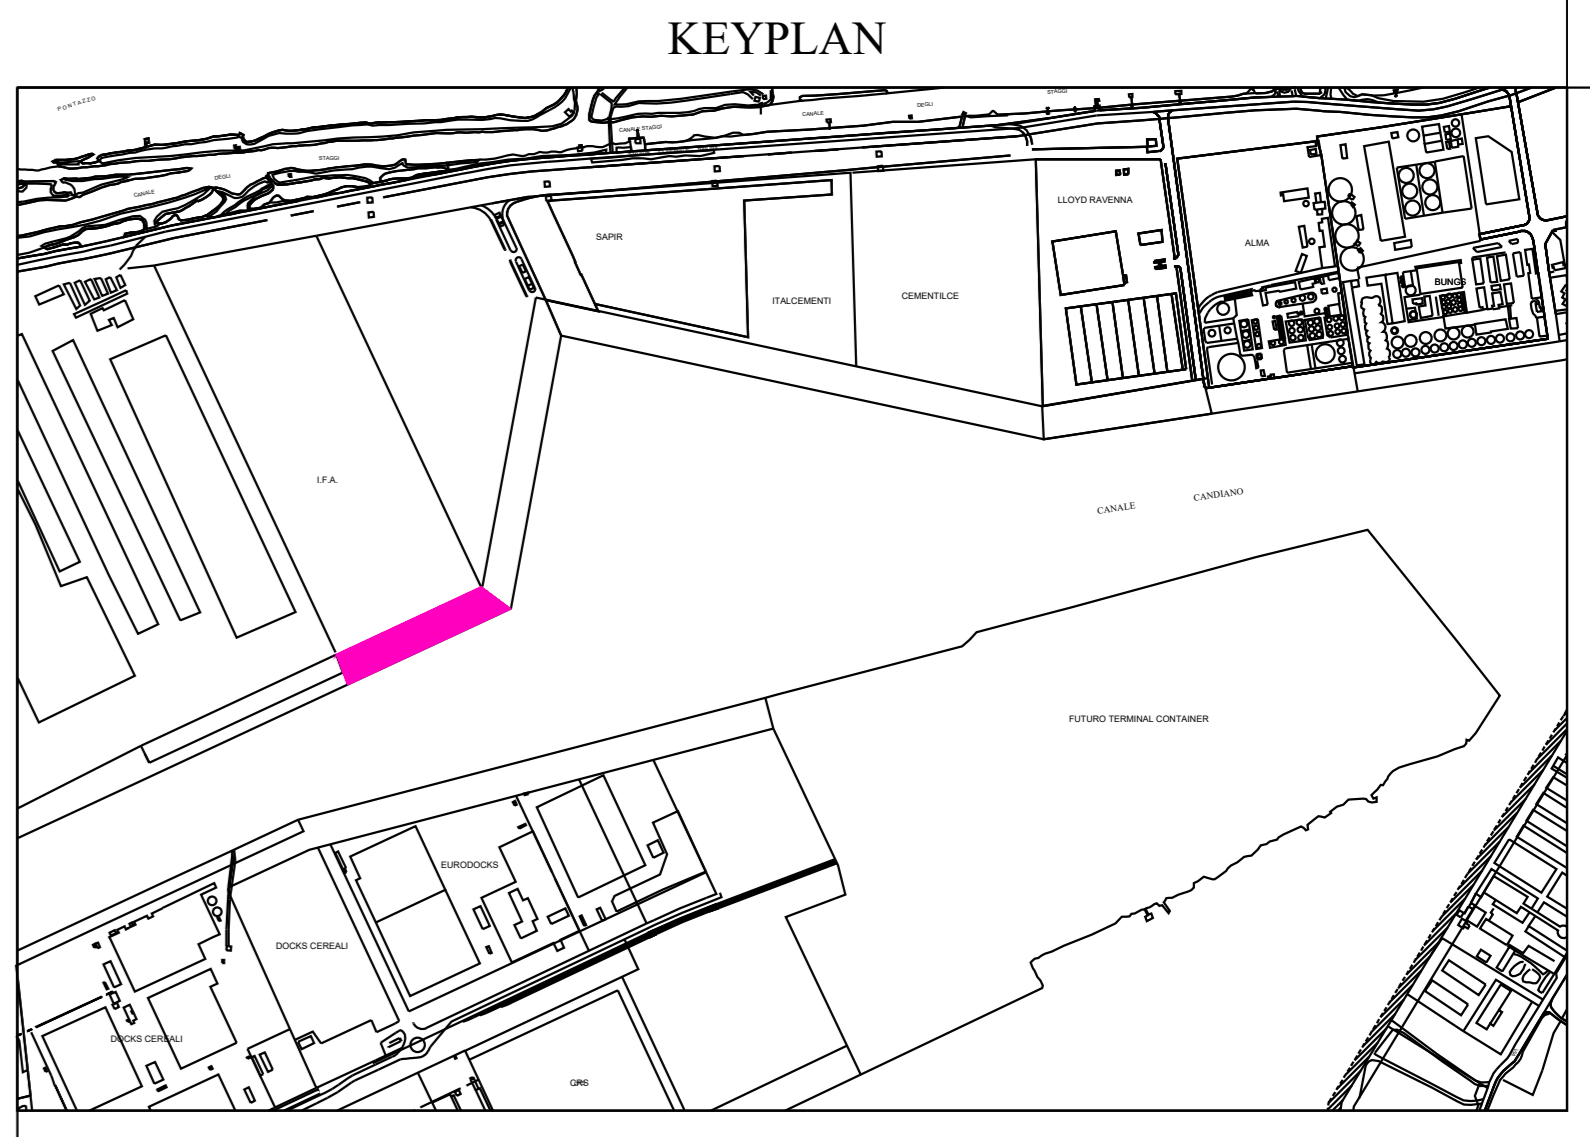 KEYPLAN
PONTAZZO
STAGGI
DEGLI
CANALE
CANALE STAGGI
STAGGI
DEGLI
CANALE
LLOYD RAVENNA
SAPIR
ALMA
ITALCEMENTI
CEMENTILCE
BUNGE
I.F.A.
CANALE CANDIANO
FUTURO TERMINAL CONTAINER
EURODOCKS
DOCKS CEREALI
DOCKS CEREALI